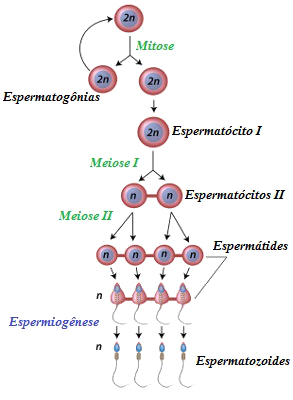 2n
Mitose
2n 2n
Espermatogônias
2n Espermatócito I
Meiose I
n n Espermatócitos II
Meiose II
n n n n Espermátides
n
Espermiogênese
n
Espermatozoides